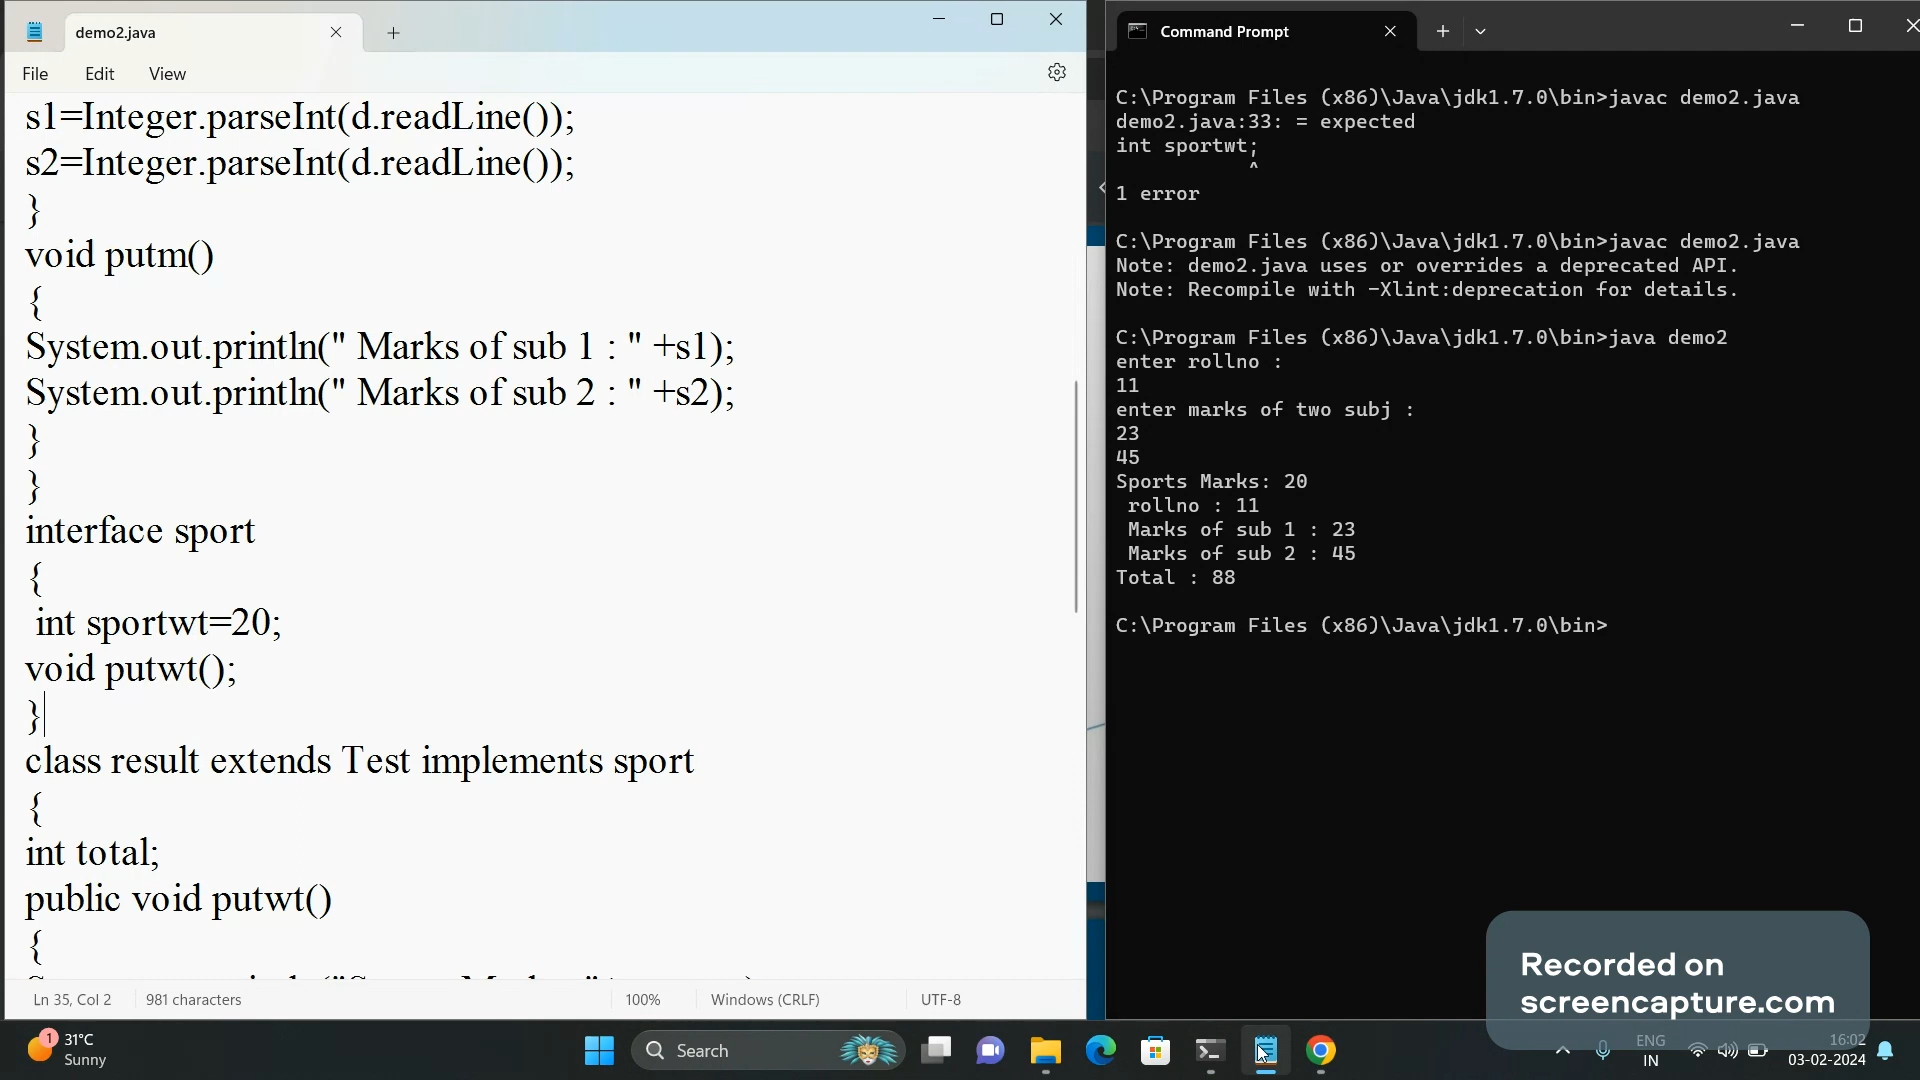 demo2.java
File Edit View
s1=Integer.parseInt(d.readLine());
s2=Integer.parseInt(d.readLine());
}
void putm()
{
System.out.println(" Marks of sub 1 : " +s1);
System.out.println(" Marks of sub 2 : " +s2);
}
}
interface sport
{
int sportwt=20;
void putwt();
}
class result extends Test implements sport
{
int total;
public void putwt()
{
Ln 35, Col 2 981 characters 100% Windows (CRLF) UTF-8
Command Prompt
C:\Program Files (x86)\Java\jdk1.7.0\bin>javac demo2.java
demo2.java:33: = expected
int sportwt;
^
1 error
C:\Program Files (x86)\Java\jdk1.7.0\bin>javac demo2.java
Note: demo2.java uses or overrides a deprecated API.
Note: Recompile with -Xlint:deprecation for details.
C:\Program Files (x86)\Java\jdk1.7.0\bin>java demo2
enter rollno :
11
enter marks of two subj :
23
45
Sports Marks: 20
rollno : 11
Marks of sub 1 : 23
Marks of sub 2 : 45
Total : 88
C:\Program Files (x86)\Java\jdk1.7.0\bin>
Recorded on
screencapture.com
1
31°C
Sunny
Search
ENG
IN
16:02
03-02-2024